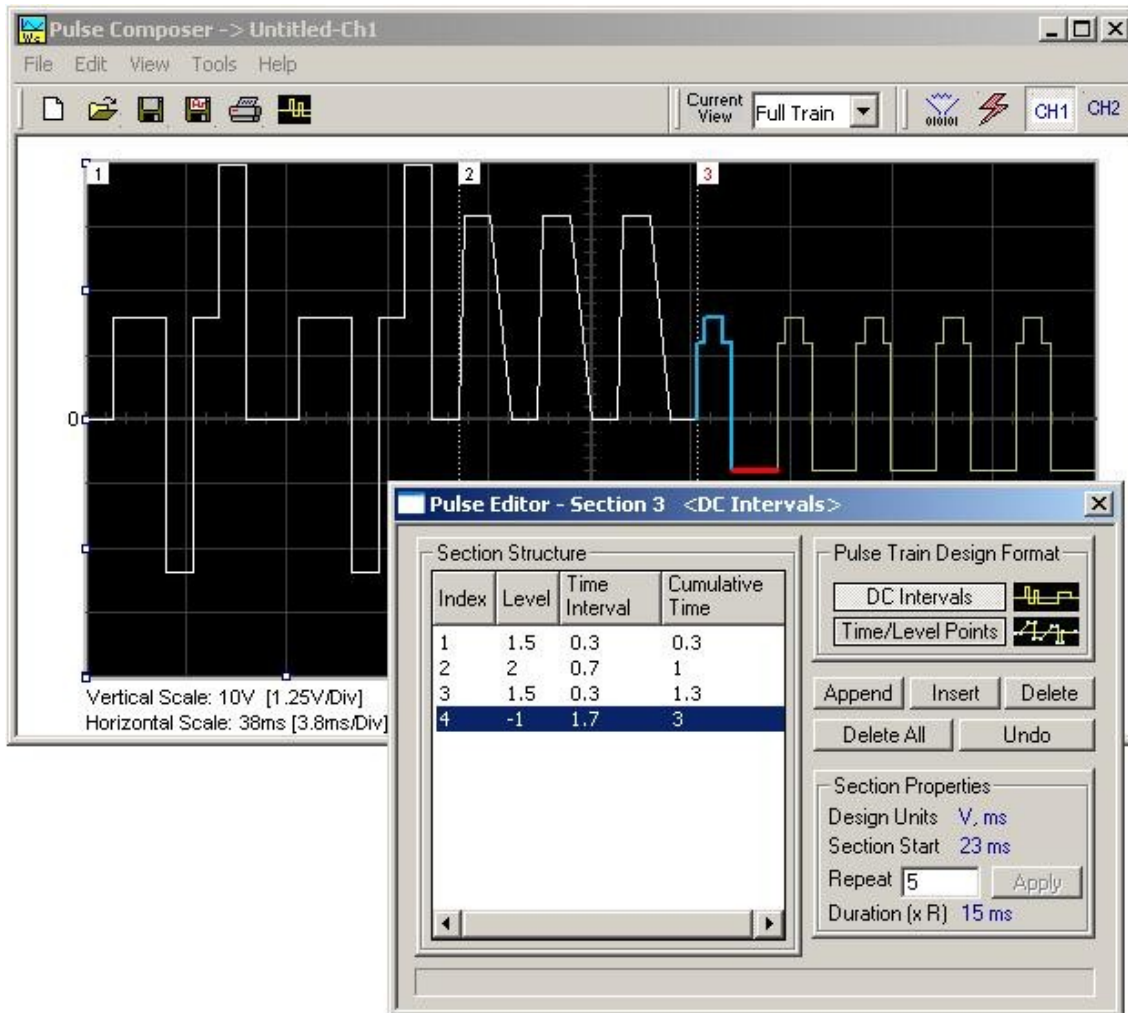 Pulse Composer -> Untitled-Ch1
File Edit View Tools Help
Current View Full Train
010101 CH1 CH2
1 2 3
0
Vertical Scale: 10V [1.25V/Div]
Horizontal Scale: 38ms [3.8ms/Div]
Pulse Editor - Section 3 <DC Intervals>
Section Structure
Index Level Time Interval Cumulative Time
1 1.5 0.3 0.3
2 2 0.7 1
3 1.5 0.3 1.3
4 -1 1.7 3
Pulse Train Design Format
DC Intervals
Time/Level Points
Append Insert Delete
Delete All Undo
Section Properties
Design Units V, ms
Section Start 23 ms
Repeat 5 Apply
Duration (x R) 15 ms